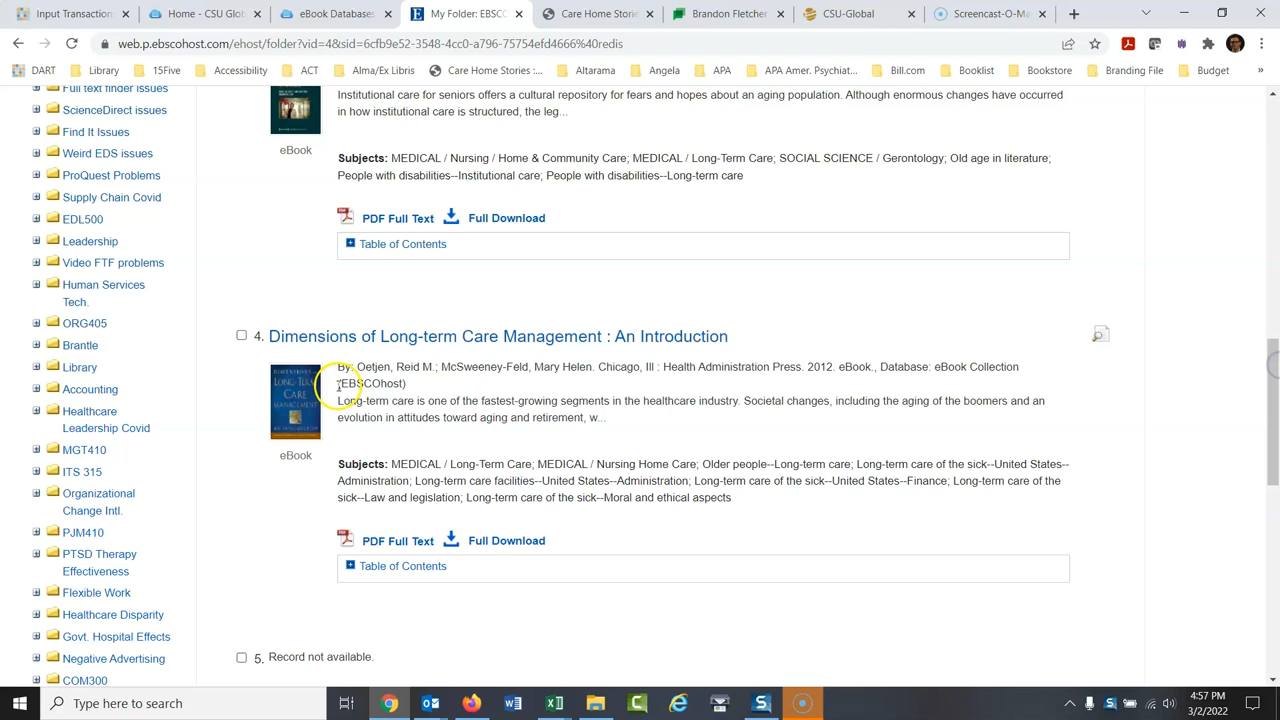 Input your
Home - CSU Glo
Databases
My Folder: EBSC
Care Home Stori
Brandon Fletcher
CSU-Global
Screencast-O-Ma
web.p.ebscohost.com/ehost/folder?vid=48&sid=6cfb9e52-3548-4cc0-a796-75754efd4666%40redis
DART Library 15Five Accessibility ACT Alma/Ex Libris Care Home Stories :... Altarama Angela APA APA Amer. Psychiat... Bill.com Booklist Bookstore Branding File Budget »
Full text finder issues
ScienceDirect issues
Find It Issues
Weird EDS issues
ProQuest Problems
Supply Chain Covid
EDL500
Leadership
Video FTF problems
Human Services
Tech.
ORG405
Brantle
Library
Accounting
Healthcare
Leadership Covid
MGT410
ITS 315
Organizational
Change Intl.
PJM410
PTSD Therapy
Effectiveness
Flexible Work
Healthcare Disparity
Govt. Hospital Effects
Negative Advertising
COM300
Institutional care for seniors offers a cultural repository for fears and hopes about an aging population. Although enormous changes have occurred
in how institutional care is structured, the leg...
eBook
Subjects: MEDICAL / Nursing / Home & Community Care; MEDICAL / Long-Term Care; SOCIAL SCIENCE / Gerontology; Old age in literature;
People with disabilities--Institutional care; People with disabilities--Long-term care
PDF Full Text Full Download
Table of Contents
4. Dimensions of Long-term Care Management : An Introduction
By: Oetjen, Reid M.; McSweeney-Feld, Mary Helen. Chicago, Ill : Health Administration Press. 2012. eBook., Database: eBook Collection
(EBSCOhost)
Long-term care is one of the fastest-growing segments in the healthcare industry. Societal changes, including the aging of the boomers and an
evolution in attitudes toward aging and retirement, w...
LONG-TERM
CARE
MANAGEMENT
eBook
Subjects: MEDICAL / Long-Term Care; MEDICAL / Nursing Home Care; Older people--Long-term care; Long-term care of the sick--United States--
Administration; Long-term care facilities--United States--Administration; Long-term care of the sick--United States--Finance; Long-term care of the
sick--Law and legislation; Long-term care of the sick--Moral and ethical aspects
PDF Full Text Full Download
Table of Contents
5. Record not available.
Type here to search
4:57 PM
3/2/2022